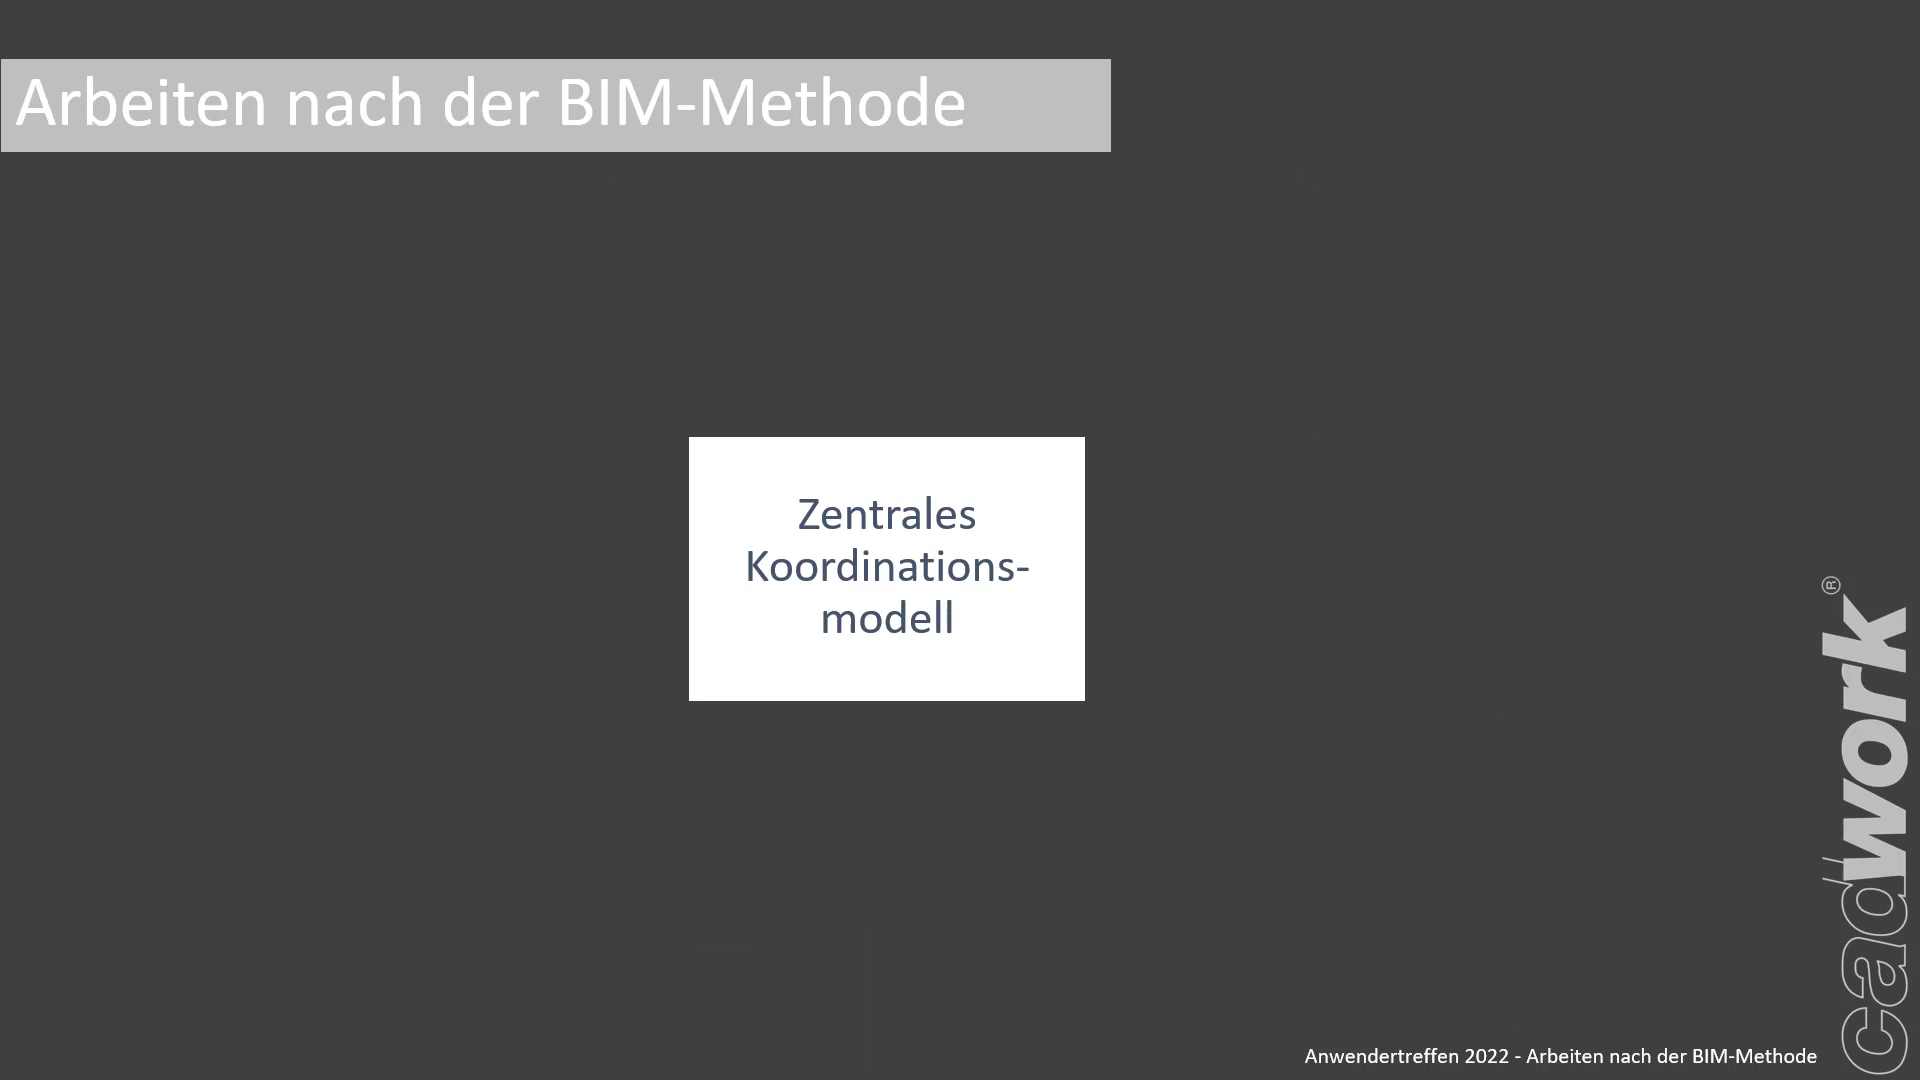 Arbeiten nach der BIM-Methode
Zentrales
Koordinations-
modell
cadwork®
Anwendertreffen 2022 - Arbeiten nach der BIM-Methode